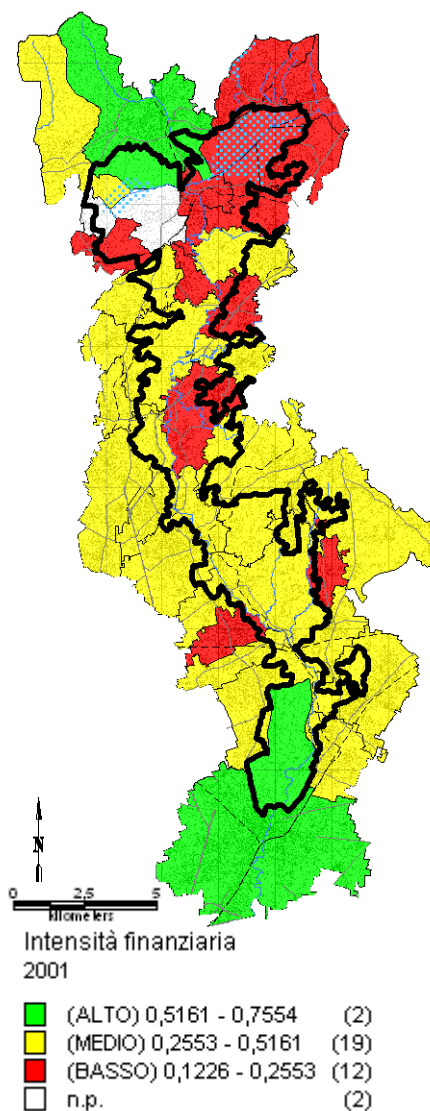 N
0 2,5 5
kilometers
Intensità finanziaria
2001
(ALTO) 0,5161 - 0,7554 (2)
(MEDIO) 0,2553 - 0,5161 (19)
(BASSO) 0,1226 - 0,2553 (12)
n.p. (2)